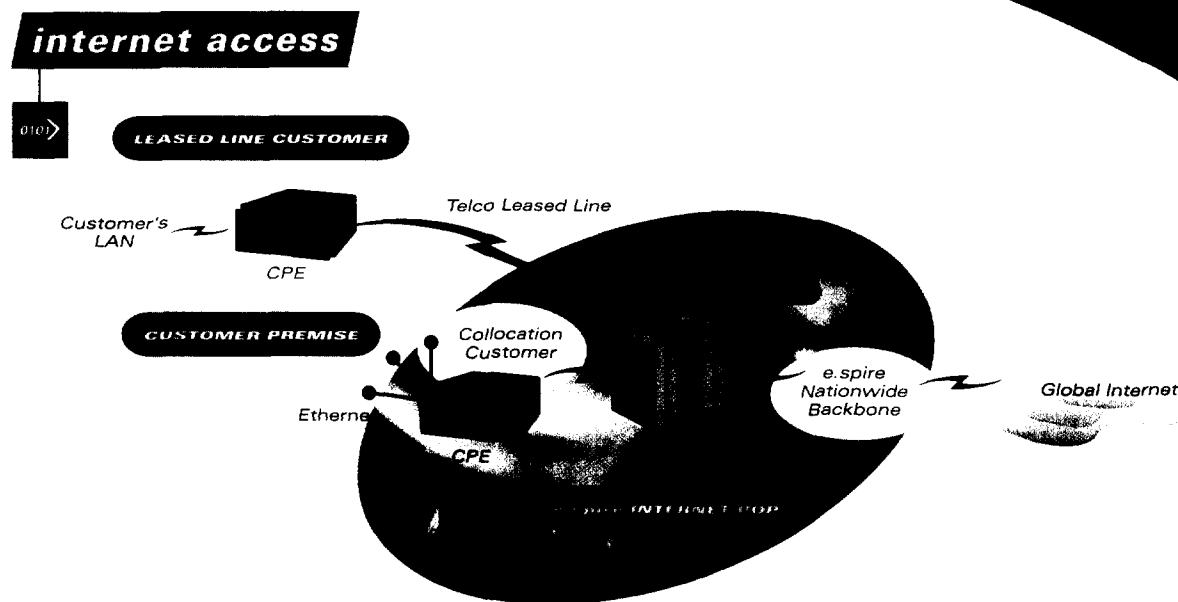 internet access
0101
LEASED LINE CUSTOMER
Customer's
LAN
CPE
Telco Leased Line
CUSTOMER PREMISE
Collocation
Customer
Etherne
CPE
e.spire
Nationwide
Backbone
Global Internet
INTERNET POP